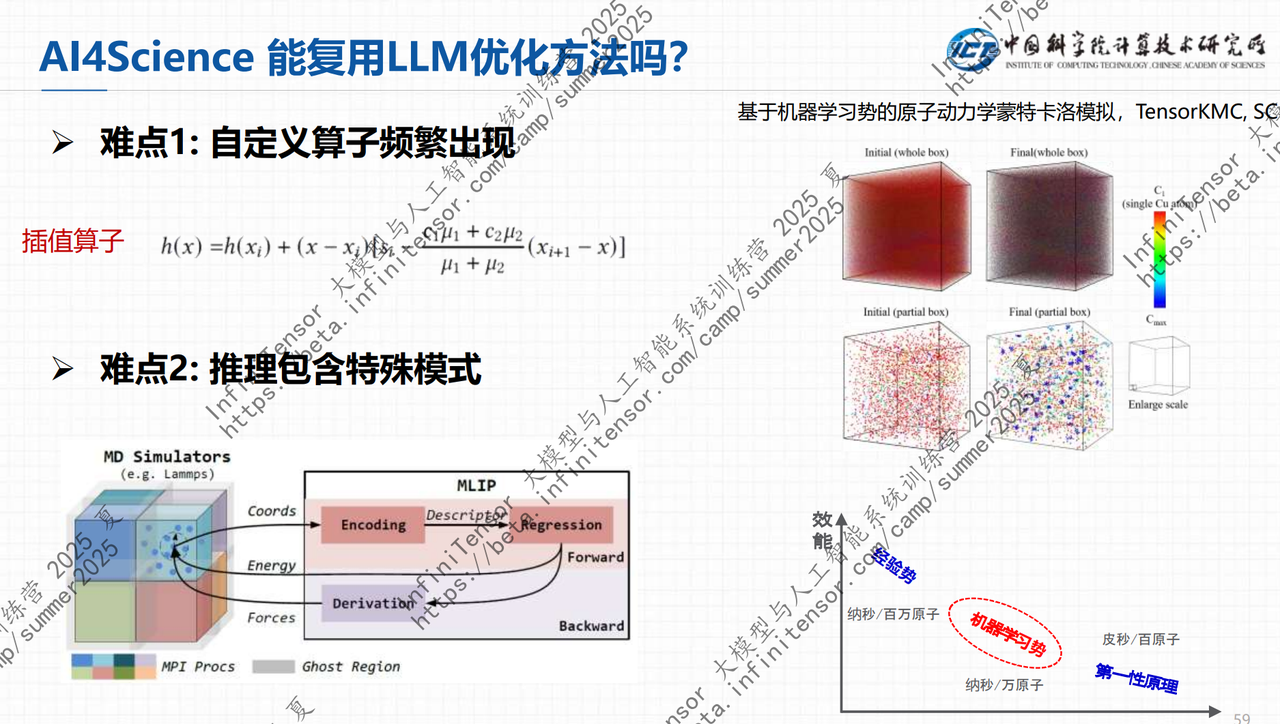 AI4Science 能复用LLM优化方法吗?
中国科学院计算技术研究所
INSTITUTE OF COMPUTING TECHNOLOGY, CHINESE ACADEMY OF SCIENCES
基于机器学习势的原子动力学蒙特卡洛模拟，TensorKMC, SC
➢ 难点1: 自定义算子频繁出现
插值算子
h(x) =h(x_i) + (x − x_i)[s_i − \frac{c_1μ_1 + c_2μ_2}{μ_1 + μ_2}(x_{i+1} − x)]
Initial (whole box)
Final(whole box)
C₁
(single Cu atom)
C_max
Initial (partial box)
Final (partial box)
Enlarge scale
➢ 难点2: 推理包含特殊模式
MD Simulators
(e.g. Lammps)
MLIP
Coords
Encoding
Descriptor
Regression
Forward
Energy
Derivation
Forces
Backward
MPI Procs
Ghost Region
效能
经验势
纳秒/百万原子
机器学习势
纳秒/万原子
皮秒/百原子
第一性原理
59
InfiniTensor 大模型与人工智能系统训练营 2025 夏
https://beta.infinitensor.com/camp/summer2025